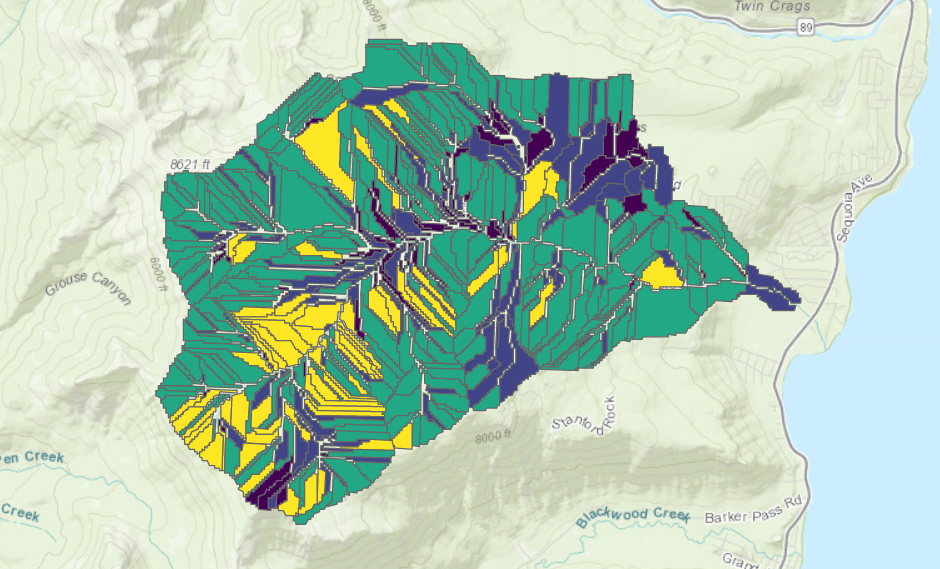 8000 ft
Twin Crags
89
8621 ft
d
Sequoia Ave
Grouse Canyon
8000 ft
Stanford Rock
8000 ft
en Creek
Creek
Blackwood Creek
Barker Pass Rd
Grand